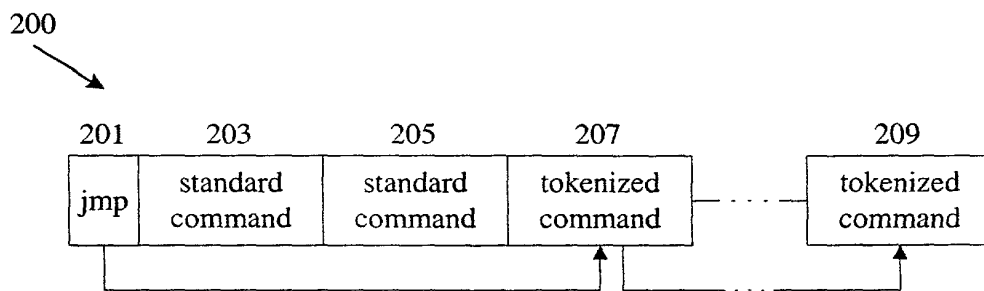 200
201 203 205 207 209
jmp standard command standard command tokenized command tokenized command